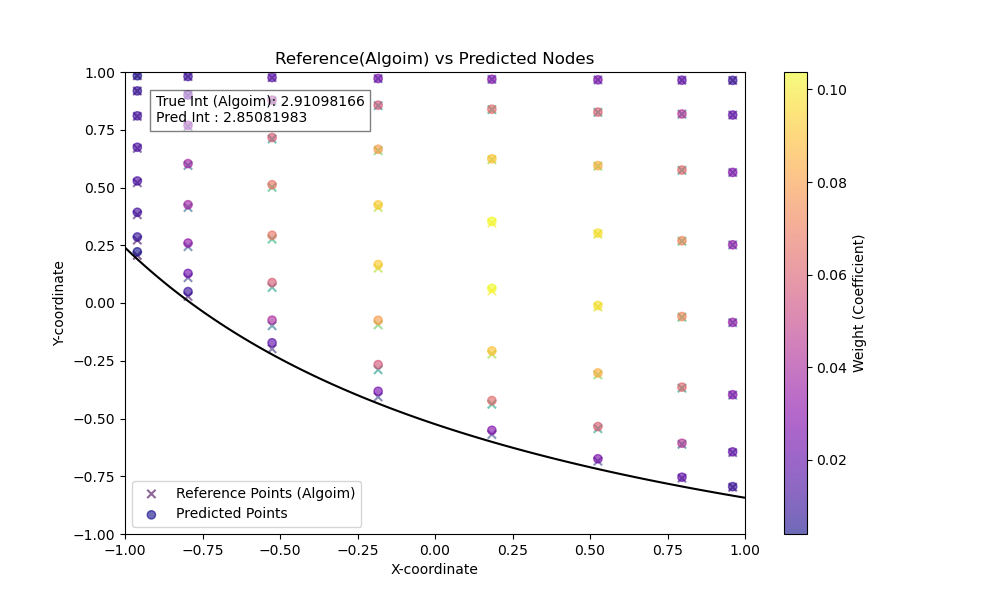 Reference(Algoim) vs Predicted Nodes
True Int (Algoim): 2.91098166
Pred Int : 2.85081983
1.00
0.75
0.50
0.25
0.00
−0.25
−0.50
−0.75
−1.00
Y-coordinate
Reference Points (Algoim)
Predicted Points
−1.00 −0.75 −0.50 −0.25 0.00 0.25 0.50 0.75 1.00
X-coordinate
0.10
0.08
0.06
0.04
0.02
Weight (Coefficient)